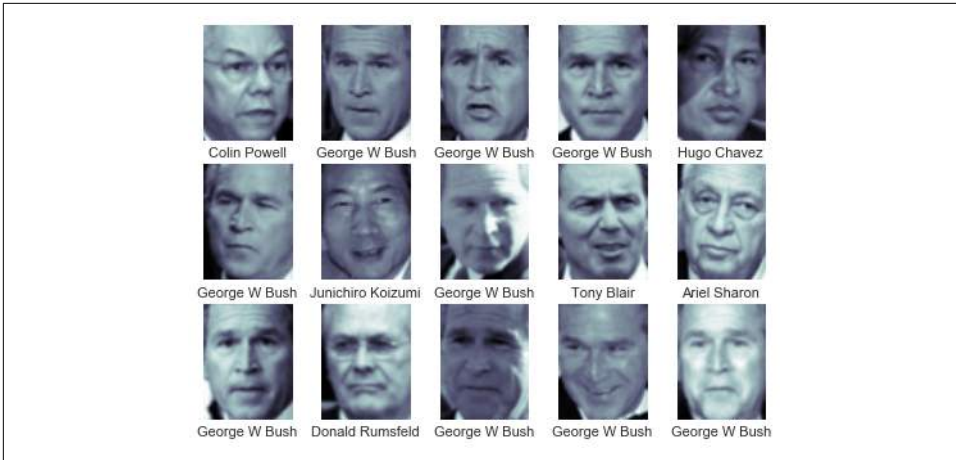 Colin Powell George W Bush George W Bush George W Bush Hugo Chavez
George W Bush Junichiro Koizumi George W Bush Tony Blair Ariel Sharon
George W Bush Donald Rumsfeld George W Bush George W Bush George W Bush